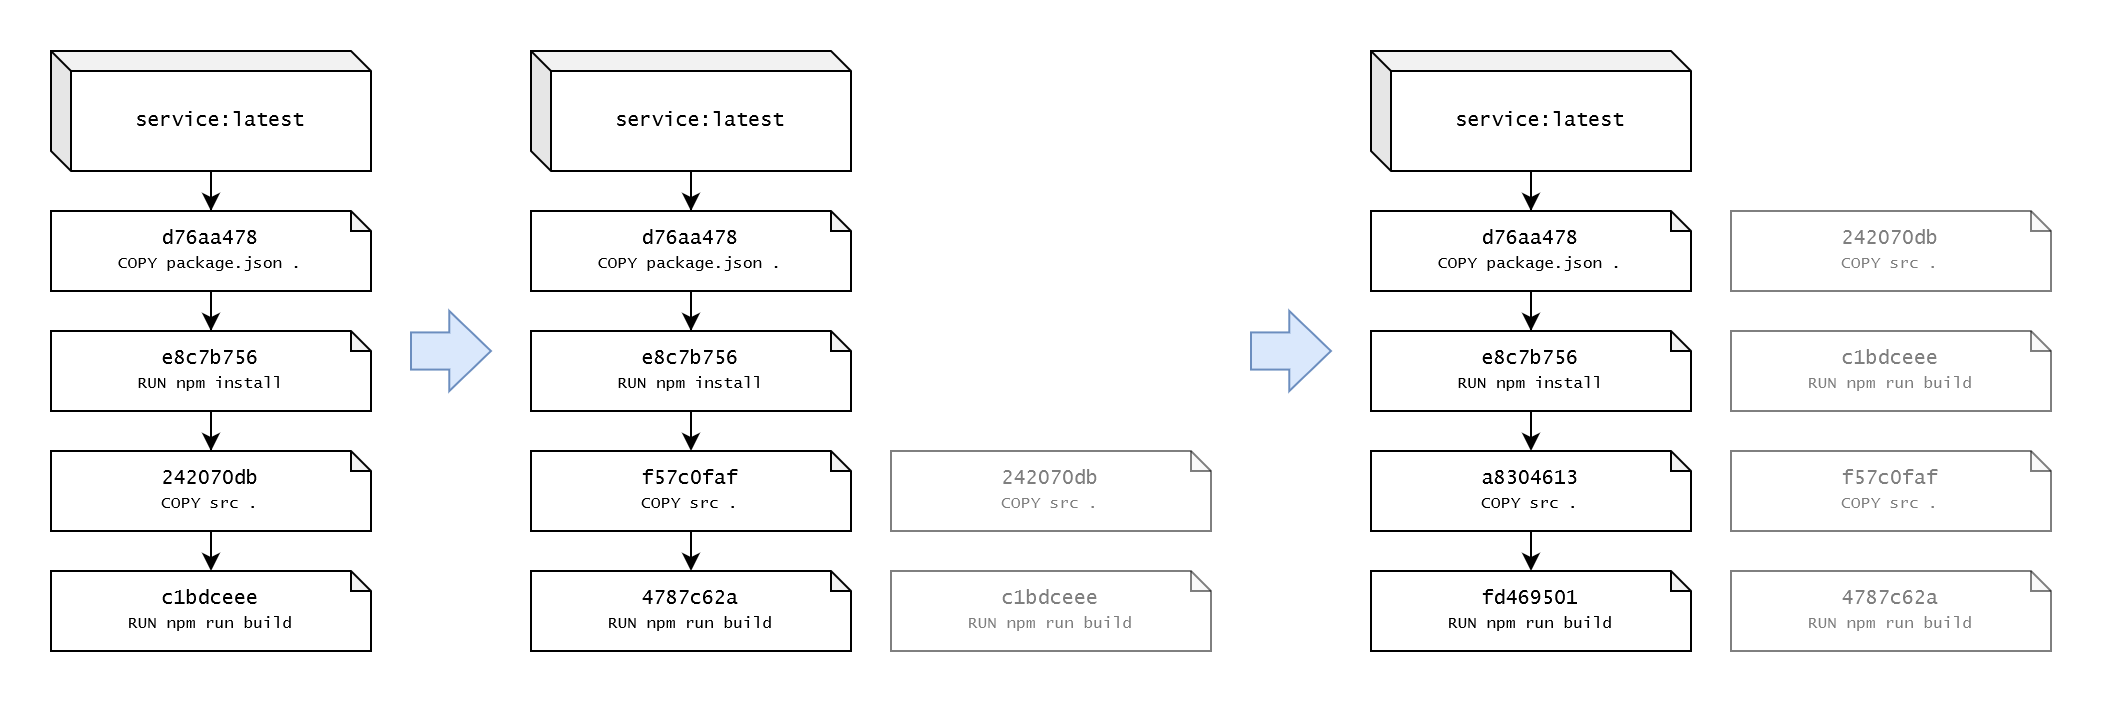 service:latest
d76aa478
COPY package.json .
e8c7b756
RUN npm install
242070db
COPY src .
c1bdceee
RUN npm run build
service:latest
d76aa478
COPY package.json .
e8c7b756
RUN npm install
f57c0faf
COPY src .
4787c62a
RUN npm run build
242070db
COPY src .
c1bdceee
RUN npm run build
service:latest
d76aa478
COPY package.json .
e8c7b756
RUN npm install
a8304613
COPY src .
fd469501
RUN npm run build
242070db
COPY src .
c1bdceee
RUN npm run build
f57c0faf
COPY src .
4787c62a
RUN npm run build